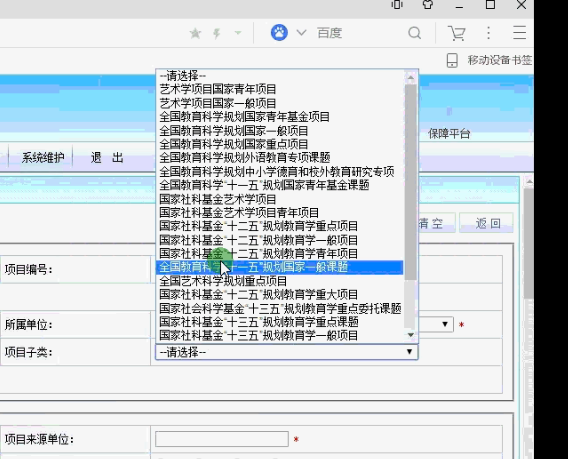 百度
移动设备书签
保障平台
系统维护
退 出
清 空
返 回
--请选择--
艺术学项目国家青年项目
艺术学项目国家一般项目
全国教育科学规划国家青年基金项目
全国教育科学规划国家一般项目
全国教育科学规划国家重点项目
全国教育科学规划外语教育专项课题
全国教育科学规划中小学德育和校外教育研究专项
全国教育科学“十一五”规划国家青年基金课题
国家社科基金艺术学项目
国家社科基金艺术学项目青年项目
国家社科基金“十二五”规划教育学重点项目
国家社科基金“十二五”规划教育学一般项目
国家社科基金“十二五”规划教育学青年项目
全国教育科学“十一五”规划国家一般课题
全国艺术科学规划重点项目
国家社科基金“十二五”规划教育学重大项目
国家社会科学基金“十三五”规划教育学重点委托课题
国家社科基金“十三五”规划教育学重点课题
国家社科基金“十三五”规划教育学一般项目
项目编号:
所属单位:
*
项目子类:
--请选择--
项目来源单位:
*